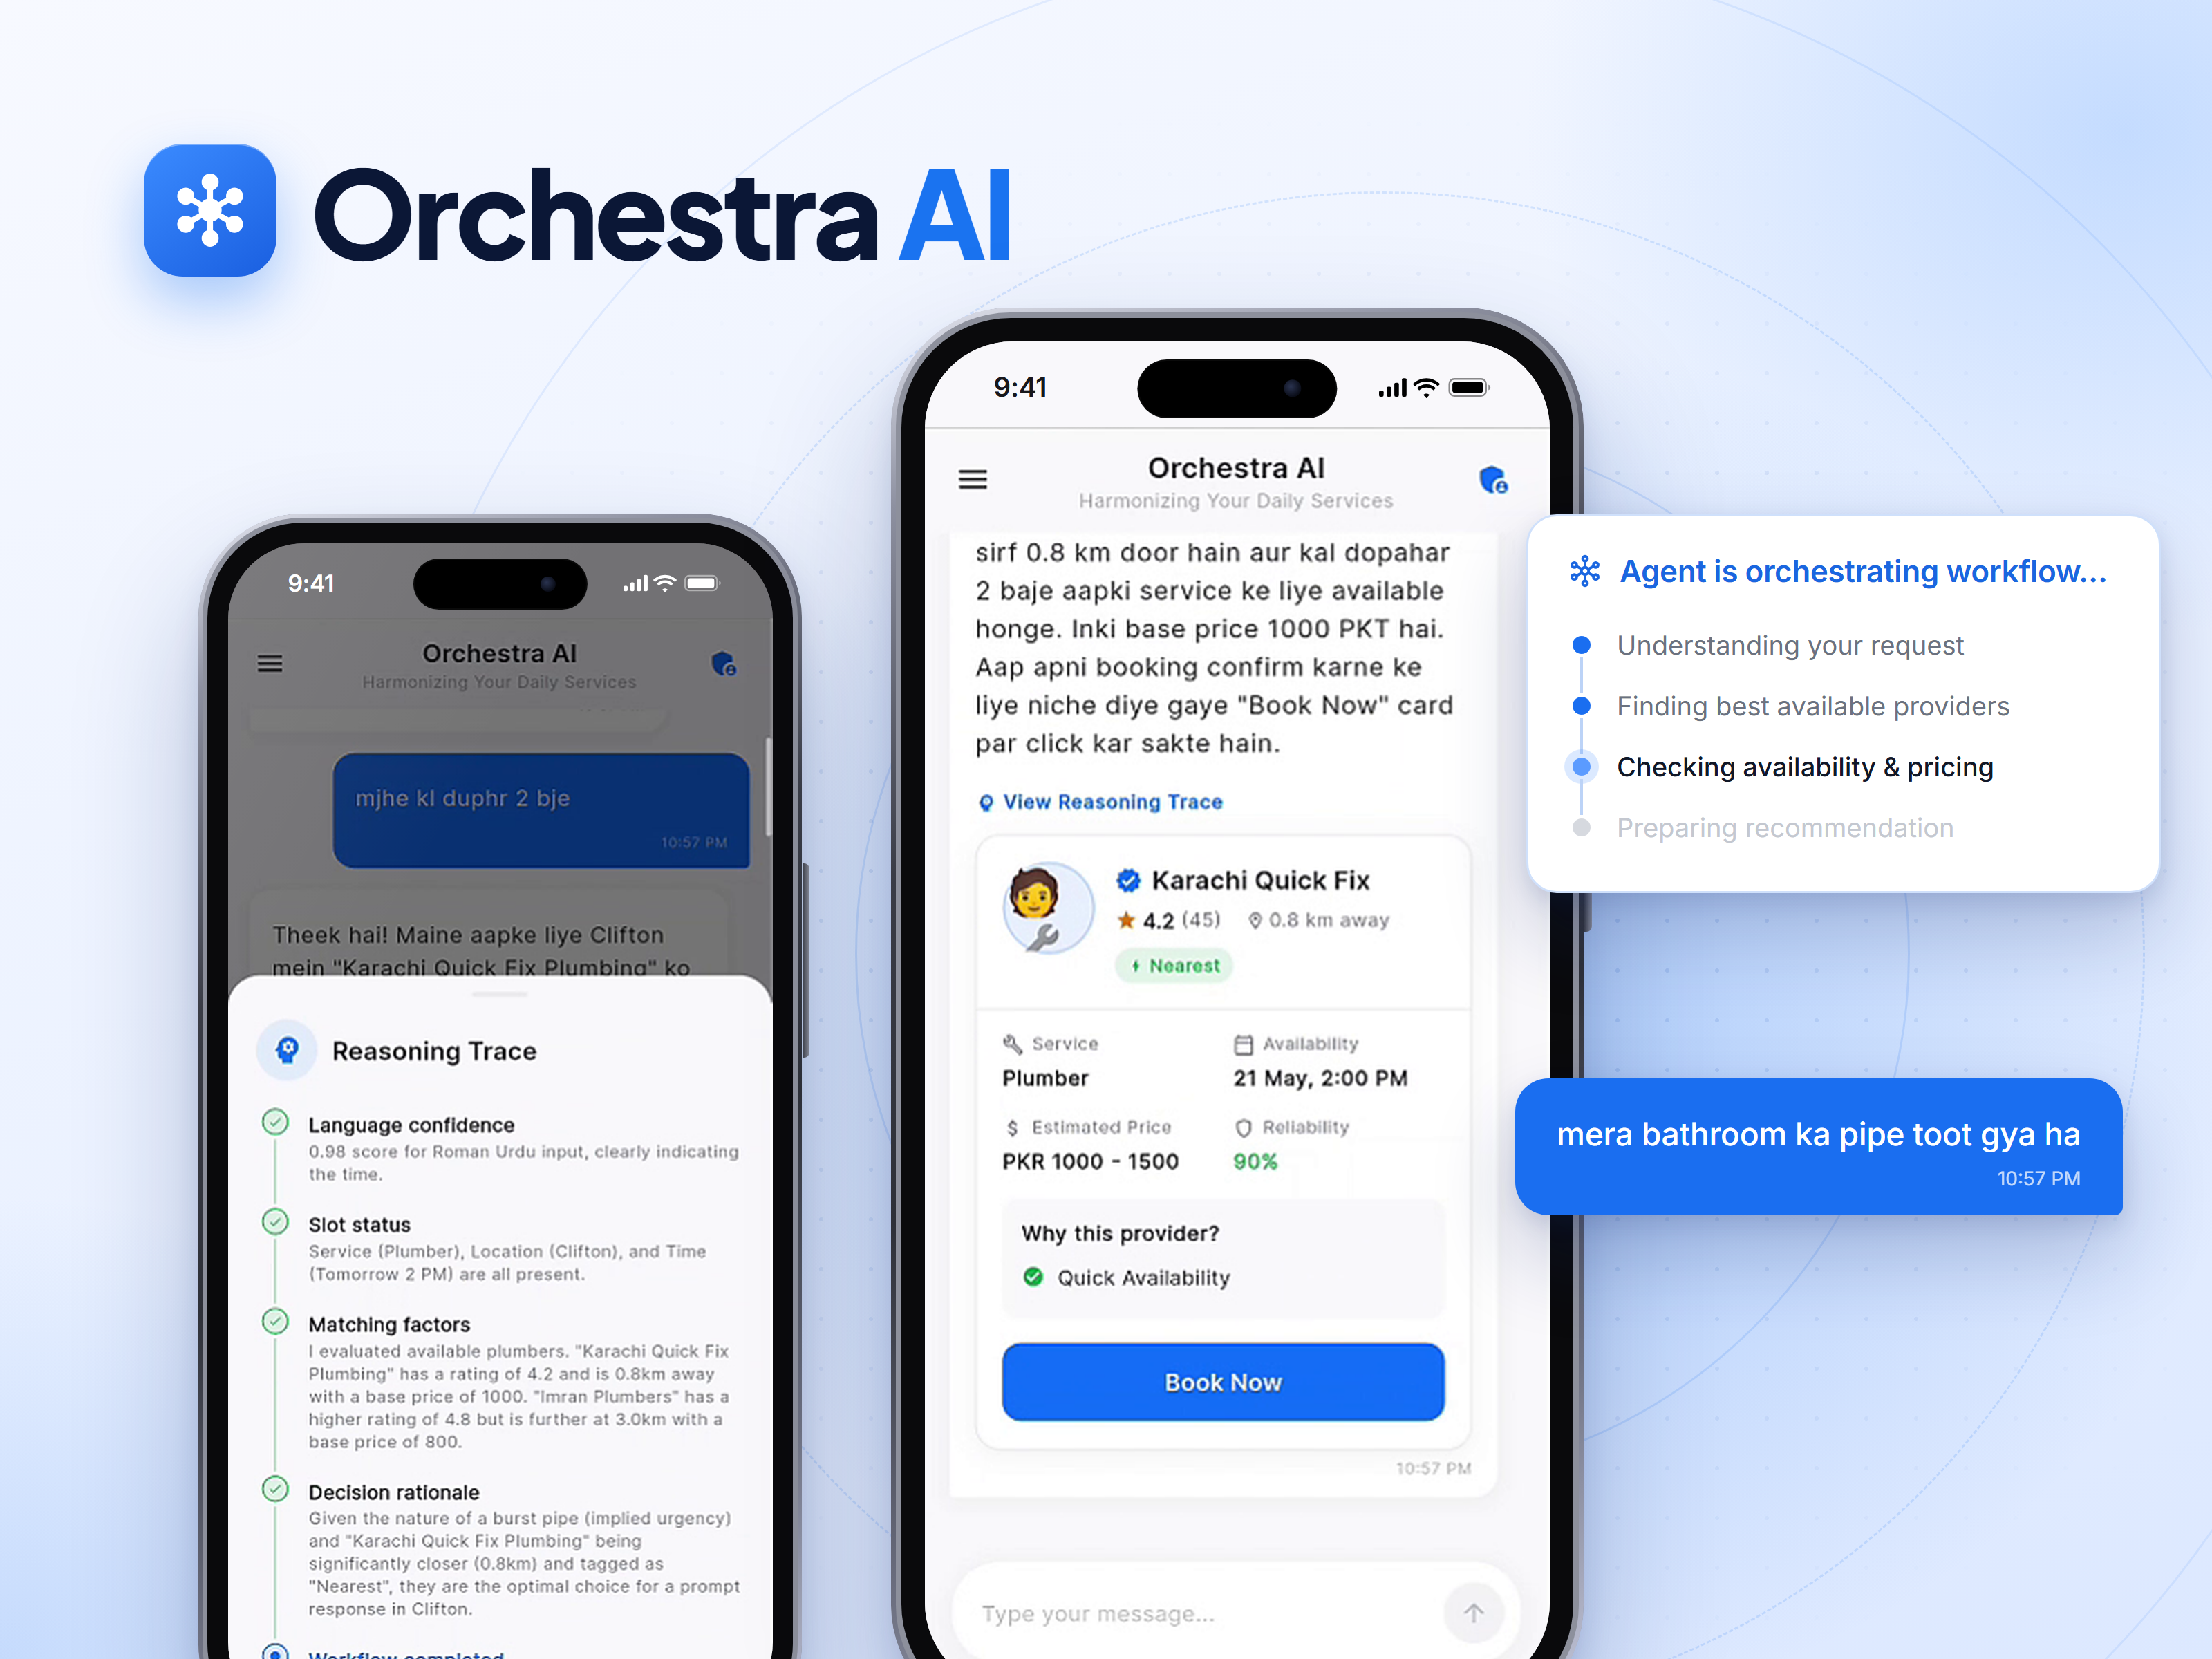 Orchestra AI
9:41
Orchestra AI
Harmonizing Your Daily Services
mjhe kl duphr 2 bje
10:57 PM
Theek hai! Maine aapke liye Clifton
mein "Karachi Quick Fix Plumbing" ko
Reasoning Trace
Language confidence
0.98 score for Roman Urdu input, clearly indicating
the time.
Slot status
Service (Plumber), Location (Clifton), and Time
(Tomorrow 2 PM) are all present.
Matching factors
I evaluated available plumbers. "Karachi Quick Fix
Plumbing" has a rating of 4.2 and is 0.8km away
with a base price of 1000. "Imran Plumbers" has a
higher rating of 4.8 but is further at 3.0km with a
base price of 800.
Decision rationale
Given the nature of a burst pipe (implied urgency)
and "Karachi Quick Fix Plumbing" being
significantly closer (0.8km) and tagged as
"Nearest", they are the optimal choice for a prompt
response in Clifton.
Workflow completed
9:41
Orchestra AI
Harmonizing Your Daily Services
sirf 0.8 km door hain aur kal dopahar
2 baje aapki service ke liye available
honge. Inki base price 1000 PKT hai.
Aap apni booking confirm karne ke
liye niche diye gaye "Book Now" card
par click kar sakte hain.
View Reasoning Trace
Karachi Quick Fix
4.2 (45) 0.8 km away
Nearest
Service Availability
Plumber 21 May, 2:00 PM
Estimated Price Reliability
PKR 1000 - 1500 90%
Why this provider?
Quick Availability
Book Now
10:57 PM
Type your message...
Agent is orchestrating workflow...
Understanding your request
Finding best available providers
Checking availability & pricing
Preparing recommendation
mera bathroom ka pipe toot gya ha
10:57 PM